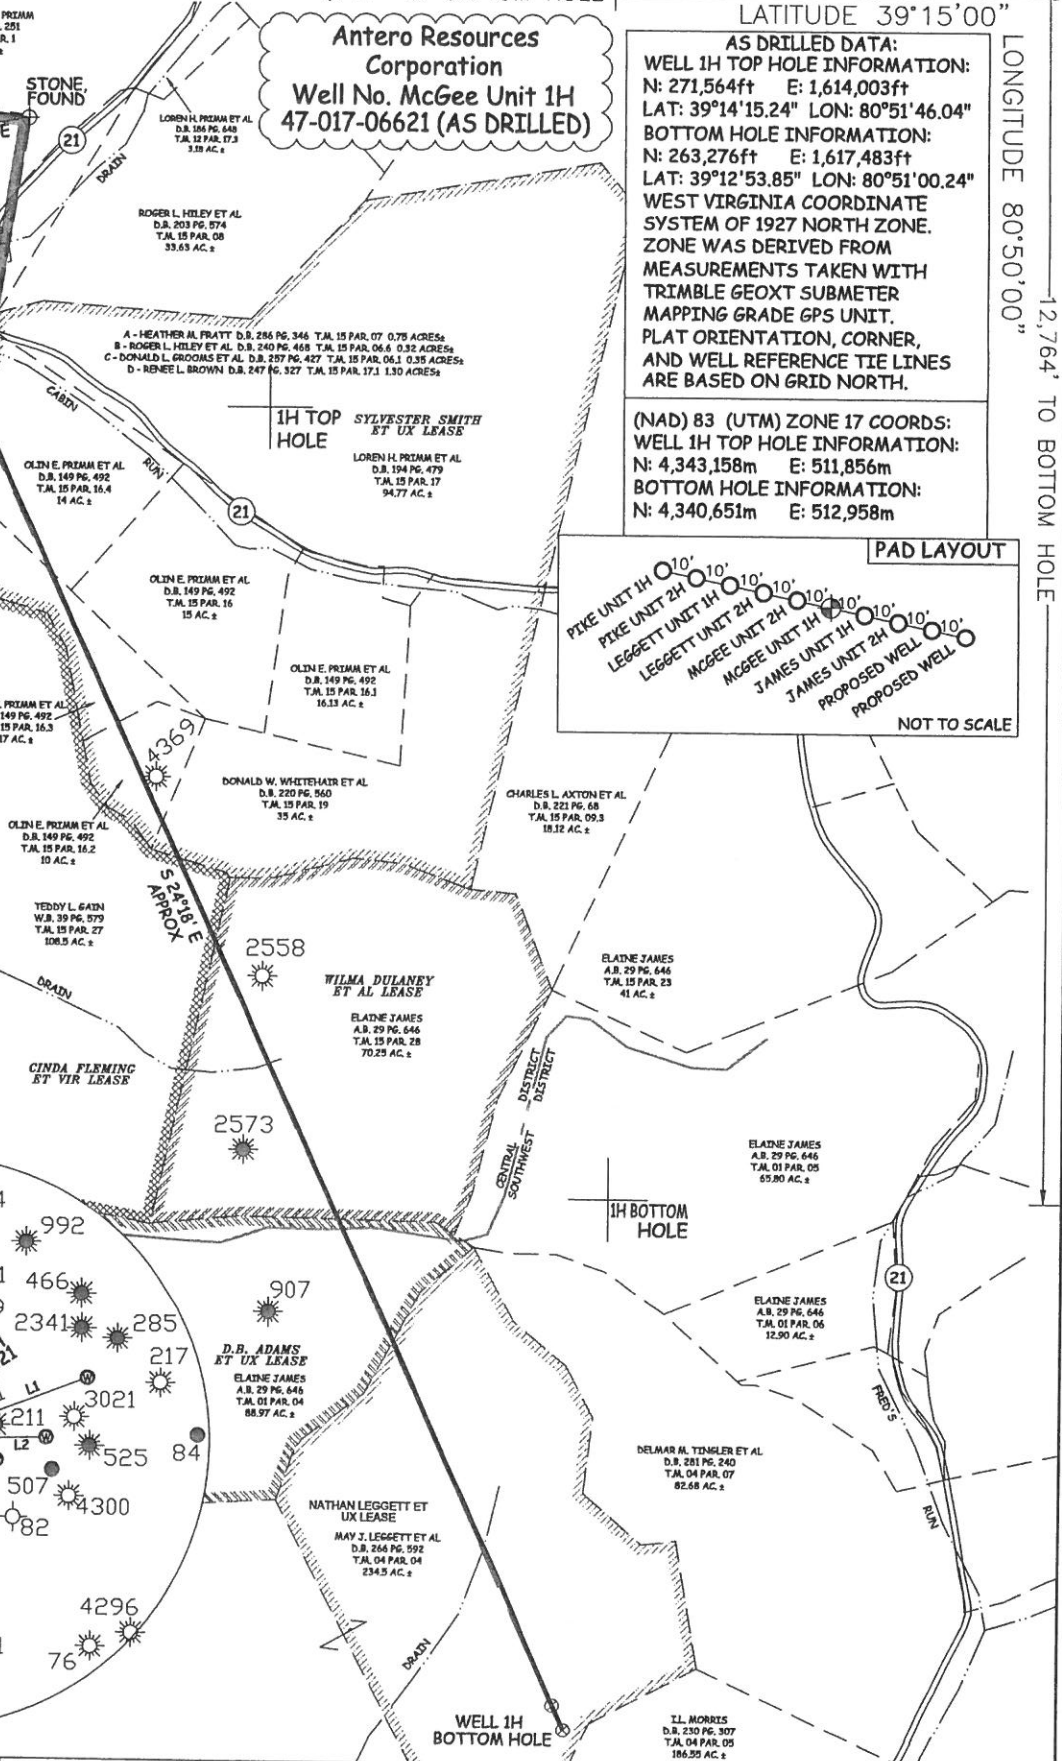 LATITUDE 39°15'00"
LONGITUDE 80°50'00"
12,764' TO BOTTOM HOLE
Antero Resources
Corporation
Well No. McGee Unit 1H
47-017-06621 (AS DRILLED)
AS DRILLED DATA:
WELL 1H TOP HOLE INFORMATION:
N: 271,564ft E: 1,614,003ft
LAT: 39°14'15.24" LON: 80°51'46.04"
BOTTOM HOLE INFORMATION:
N: 263,276ft E: 1,617,483ft
LAT: 39°12'53.85" LON: 80°51'00.24"
WEST VIRGINIA COORDINATE
SYSTEM OF 1927 NORTH ZONE.
ZONE WAS DERIVED FROM
MEASUREMENTS TAKEN WITH
TRIMBLE GEOXT SUBMETER
MAPPING GRADE GPS UNIT.
PLAT ORIENTATION, CORNER,
AND WELL REFERENCE TIE LINES
ARE BASED ON GRID NORTH.
(NAD) 83 (UTM) ZONE 17 COORDS:
WELL 1H TOP HOLE INFORMATION:
N: 4,343,158m E: 511,856m
BOTTOM HOLE INFORMATION:
N: 4,340,651m E: 512,958m
PAD LAYOUT
10' 10' 10' 10' 10' 10' 10' 10' 10'
PIKE UNIT 1H
PIKE UNIT 2H
LEGGETT UNIT 1H
LEGGETT UNIT 2H
MCGEE UNIT 2H
MCGEE UNIT 1H
JAMES UNIT 1H
JAMES UNIT 2H
PROPOSED WELL
PROPOSED WELL
NOT TO SCALE
PRIMM
STONE,
FOUND
E
21
DRAIN
LOREN H. PRIMM ET AL
D.B. 186 PG. 648
T.M. 12 PAR. 17.3
3.18 AC. ±
ROGER L. HILEY ET AL
D.B. 203 PG. 574
T.M. 15 PAR. 08
33.63 AC. ±
A - HEATHER M. PRATT D.B. 286 PG. 346 T.M. 15 PAR. 07 0.75 ACRES±
B - ROGER L. HILEY ET AL D.B. 240 PG. 468 T.M. 15 PAR. 06.6 0.32 ACRES±
C - DONALD L. GROOMS ET AL D.B. 257 PG. 427 T.M. 15 PAR. 06.1 0.35 ACRES±
D - RENEE L. BROWN D.B. 247 PG. 327 T.M. 15 PAR. 17.1 1.30 ACRES±
CABIN
RUN
1H TOP
HOLE
SYLVESTER SMITH
ET UX LEASE
LOREN H. PRIMM ET AL
D.B. 194 PG. 479
T.M. 15 PAR. 17
94.77 AC. ±
OLIN E. PRIMM ET AL
D.B. 149 PG. 492
T.M. 15 PAR. 16.4
14 AC. ±
21
OLIN E. PRIMM ET AL
D.B. 149 PG. 492
T.M. 15 PAR. 16
15 AC. ±
OLIN E. PRIMM ET AL
D.B. 149 PG. 492
T.M. 15 PAR. 16.1
16.13 AC. ±
PRIMM ET AL
149 PG. 492
15 PAR. 16.3
17 AC. ±
4369
DONALD W. WHITEHAIR ET AL
D.B. 220 PG. 560
T.M. 15 PAR. 19
35 AC. ±
CHARLES L. AXTON ET AL
D.B. 221 PG. 68
T.M. 15 PAR. 09.3
18.12 AC. ±
OLIN E. PRIMM ET AL
D.B. 149 PG. 492
T.M. 15 PAR. 16.2
10 AC. ±
S 24°18' E
APPROX
TEDDY L. GAIN
W.B. 39 PG. 579
T.M. 15 PAR. 27
108.5 AC. ±
DRAIN
2558
WILMA DULANEY
ET AL LEASE
ELAINE JAMES
A.B. 29 PG. 646
T.M. 15 PAR. 28
70.25 AC. ±
ELAINE JAMES
A.B. 29 PG. 646
T.M. 15 PAR. 23
41 AC. ±
CINDA FLEMING
ET VIR LEASE
2573
CENTRAL DISTRICT
SOUTHWEST DISTRICT
ELAINE JAMES
A.B. 29 PG. 646
T.M. 01 PAR. 05
65.80 AC. ±
1H BOTTOM
HOLE
992
466
2341
285
217
L1
3021
211
L2
525
84
507
4300
82
4296
76
907
D.B. ADAMS
ET UX LEASE
ELAINE JAMES
A.B. 29 PG. 646
T.M. 01 PAR. 04
88.97 AC. ±
21
ELAINE JAMES
A.B. 29 PG. 646
T.M. 01 PAR. 06
12.90 AC. ±
FRED'S
RUN
DELMAR M. TINGLER ET AL
D.B. 281 PG. 240
T.M. 04 PAR. 07
82.68 AC. ±
NATHAN LEGGETT ET
UX LEASE
MAY J. LEGGETT ET AL
D.B. 266 PG. 592
T.M. 04 PAR. 04
234.5 AC. ±
DRAIN
WELL 1H
BOTTOM HOLE
I.L. MORRIS
D.B. 230 PG. 307
T.M. 04 PAR. 05
186.55 AC. ±